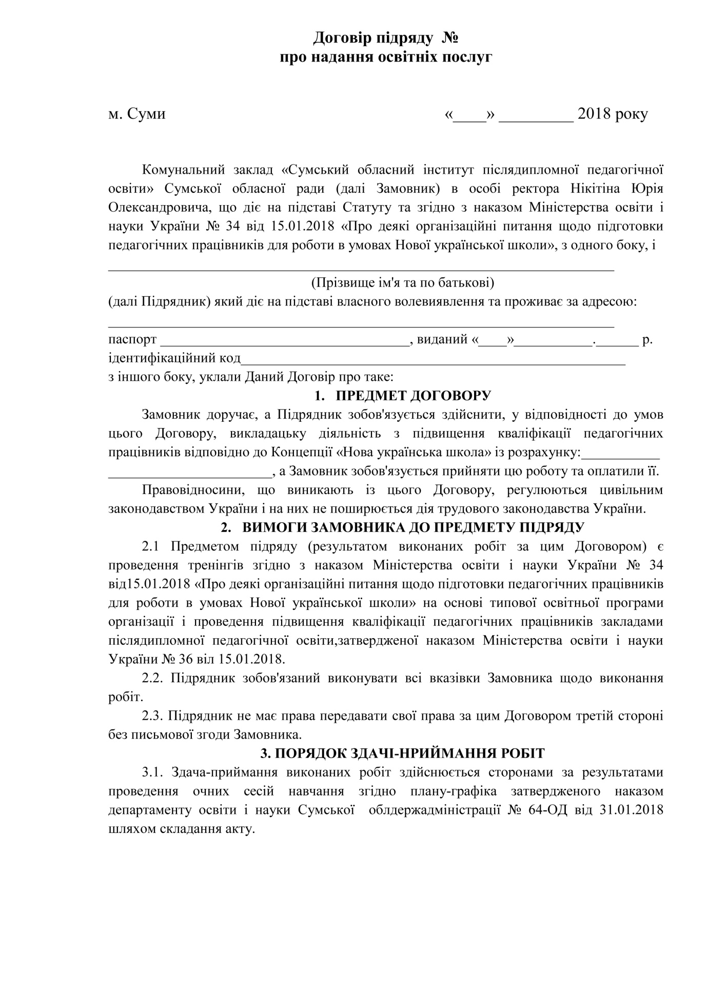 Договір підряду №
про надання освітніх послуг
м. Суми «____» _________ 2018 року
Комунальний заклад «Сумський обласний інститут післядипломної педагогічної
освіти» Сумської обласної ради (далі Замовник) в особі ректора Нікітіна Юрія
Олександровича, що діє на підставі Статуту та згідно з наказом Міністерства освіти і
науки України № 34 від 15.01.2018 «Про деякі організаційні питання щодо підготовки
педагогічних працівників для роботи в умовах Нової української школи», з одного боку, і
_______________________________________________________________________
(Прізвище ім'я та по батькові)
(далі Підрядник) який діє на підставі власного волевиявлення та проживає за адресою:
_______________________________________________________________________
паспорт ___________________________________, виданий «____»___________.______ р.
ідентифікаційний код______________________________________________________
з іншого боку, уклали Даний Договір про таке:
1. ПРЕДМЕТ ДОГОВОРУ
Замовник доручає, а Підрядник зобов'язується здійснити, у відповідності до умов
цього Договору, викладацьку діяльність з підвищення кваліфікації педагогічних
працівників відповідно до Концепції «Нова українська школа» із розрахунку:___________
_______________________, а Замовник зобов'язується прийняти цю роботу та оплатили її.
Правовідносини, що виникають із цього Договору, регулюються цивільним
законодавством України і на них не поширюється дія трудового законодавства України.
2. ВИМОГИ ЗАМОВНИКА ДО ПРЕДМЕТУ ПІДРЯДУ
2.1 Предметом підряду (результатом виконаних робіт за цим Договором) є
проведення тренінгів згідно з наказом Міністерства освіти і науки України № 34
від15.01.2018 «Про деякі організаційні питання щодо підготовки педагогічних працівників
для роботи в умовах Нової української школи» на основі типової освітньої програми
організації і проведення підвищення кваліфікації педагогічних працівників закладами
післядипломної педагогічної освіти,затвердженої наказом Міністерства освіти і науки
України № 36 віл 15.01.2018.
2.2. Підрядник зобов'язаний виконувати всі вказівки Замовника щодо виконання
робіт.
2.3. Підрядник не має права передавати свої права за цим Договором третій стороні
без письмової згоди Замовника.
3. ПОРЯДОК ЗДАЧІ-НРИЙМАННЯ РОБІТ
3.1. Здача-приймання виконаних робіт здійснюється сторонами за результатами
проведення очних сесій навчання згідно плану-графіка затвердженого наказом
департаменту освіти і науки Сумської облдержадміністрації № 64-ОД від 31.01.2018
шляхом складання акту.